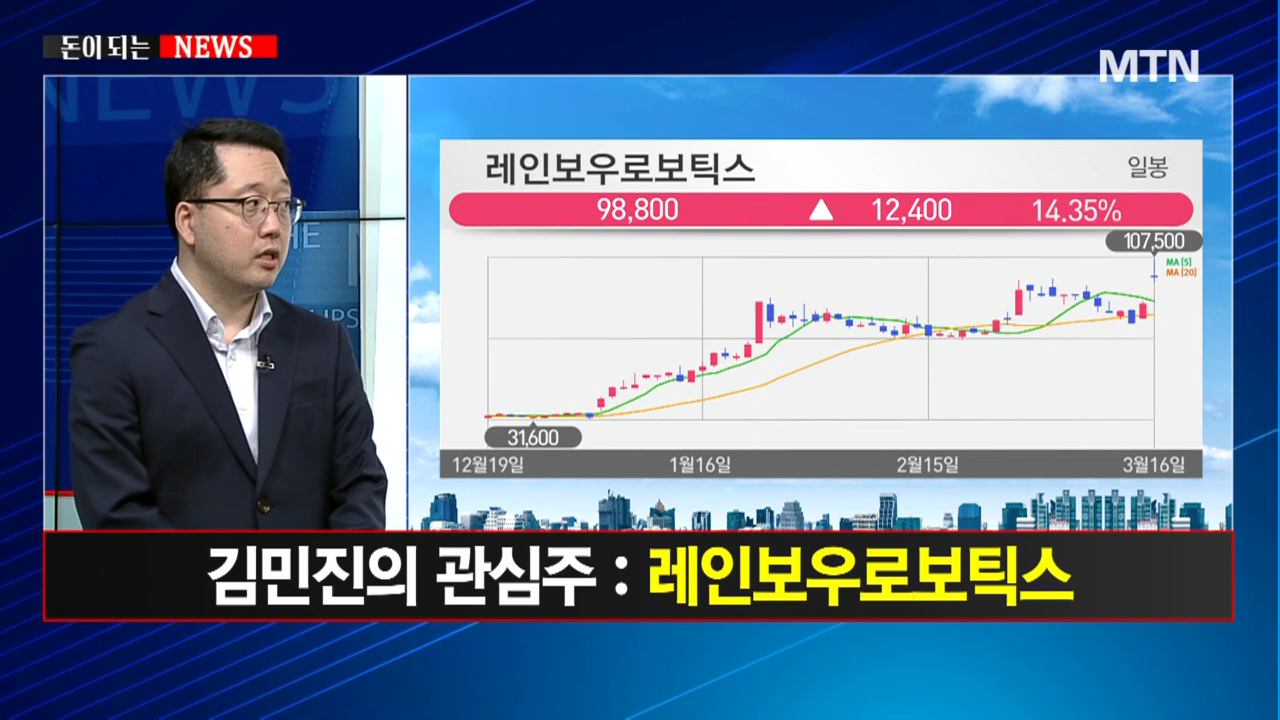 돈이 되는 NEWS
MTN
NEWS
레인보우로보틱스
일봉
98,800 ▲ 12,400 14.35%
107,500
MA [5]
MA [20]
31,600
12월19일 1월16일 2월15일 3월16일
김민진의 관심주 : 레인보우로보틱스